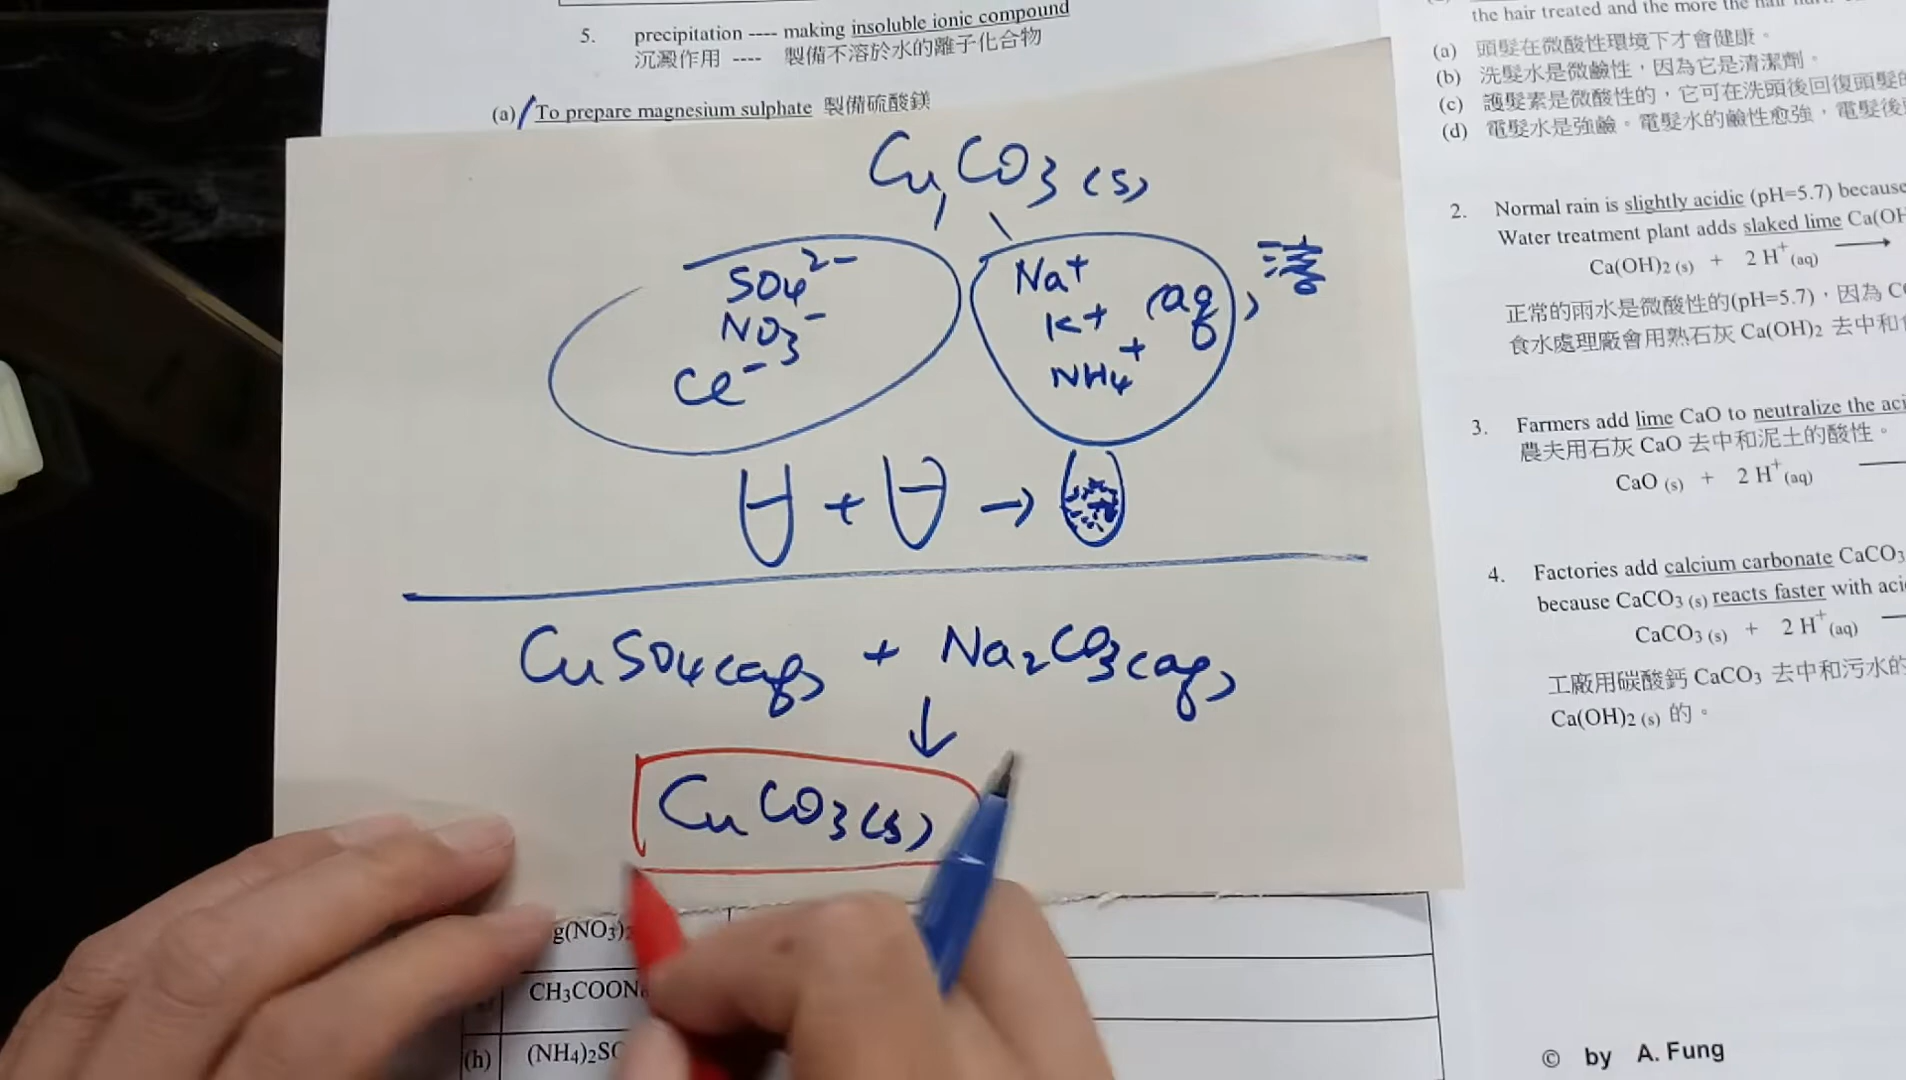 5. precipitation ---- making insoluble ionic compound
沉澱作用 ---- 製備不溶於水的離子化合物
(a) To prepare magnesium sulphate 製備硫酸鎂
CuCO3(s)
SO4 2-
NO3 -
Cl -
Na+
K+
NH4 +
(aq)
CuSO4(aq) + Na2CO3(aq)
↓
CuCO3(s)
g(NO3)2
CH3COON
(h) (NH4)2SO
the hair treated and the more the hair
(a) 頭髮在微酸性環境下才會健康。
(b) 洗髮水是微鹼性，因為它是清潔劑。
(c) 護髮素是微酸性的，它可在洗頭後回復頭髮的
(d) 電髮水是強鹼。電髮水的鹼性愈強，電髮後
2. Normal rain is slightly acidic (pH=5.7) because
Water treatment plant adds slaked lime Ca(OH
Ca(OH)2 (s) + 2 H+ (aq) →
正常的雨水是微酸性的(pH=5.7)，因為 C
食水處理廠會用熟石灰 Ca(OH)2 去中和
3. Farmers add lime CaO to neutralize the aci
農夫用石灰 CaO 去中和泥土的酸性。
CaO (s) + 2 H+ (aq)
4. Factories add calcium carbonate CaCO3
because CaCO3 (s) reacts faster with aci
CaCO3 (s) + 2 H+ (aq)
工廠用碳酸鈣 CaCO3 去中和污水的
Ca(OH)2 (s) 的。
© by A. Fung